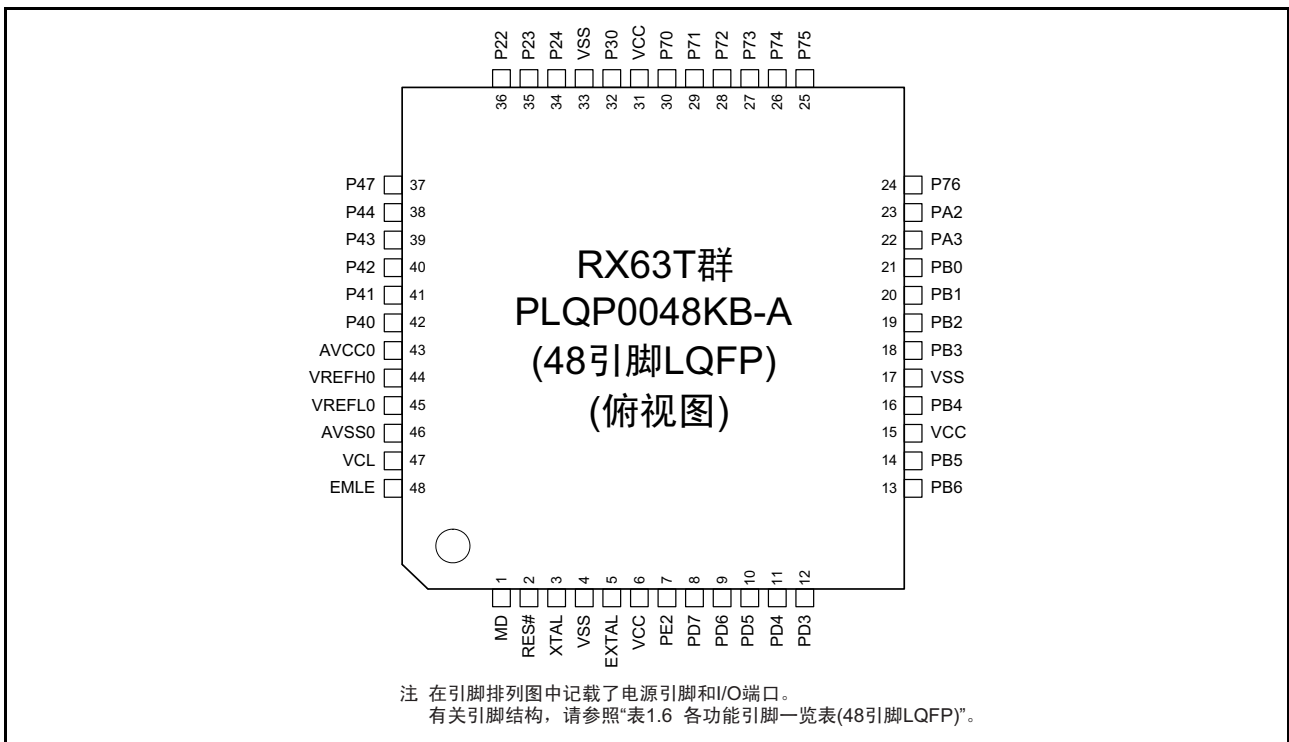 P22 P23 P24 VSS P30 VCC P70 P71 P72 P73 P74 P75
36 35 34 33 32 31 30 29 28 27 26 25
P47 37
P44 38
P43 39
P42 40
P41 41
P40 42
AVCC0 43
VREFH0 44
VREFL0 45
AVSS0 46
VCL 47
EMLE 48
RX63T群
PLQP0048KB-A
(48引脚LQFP)
(俯视图)
24 P76
23 PA2
22 PA3
21 PB0
20 PB1
19 PB2
18 PB3
17 VSS
16 PB4
15 VCC
14 PB5
13 PB6
1 2 3 4 5 6 7 8 9 10 11 12
MD RES# XTAL VSS EXTAL VCC PE2 PD7 PD6 PD5 PD4 PD3
注 在引脚排列图中记载了电源引脚和I/O端口。
有关引脚结构，请参照“表1.6 各功能引脚一览表(48引脚LQFP)”。